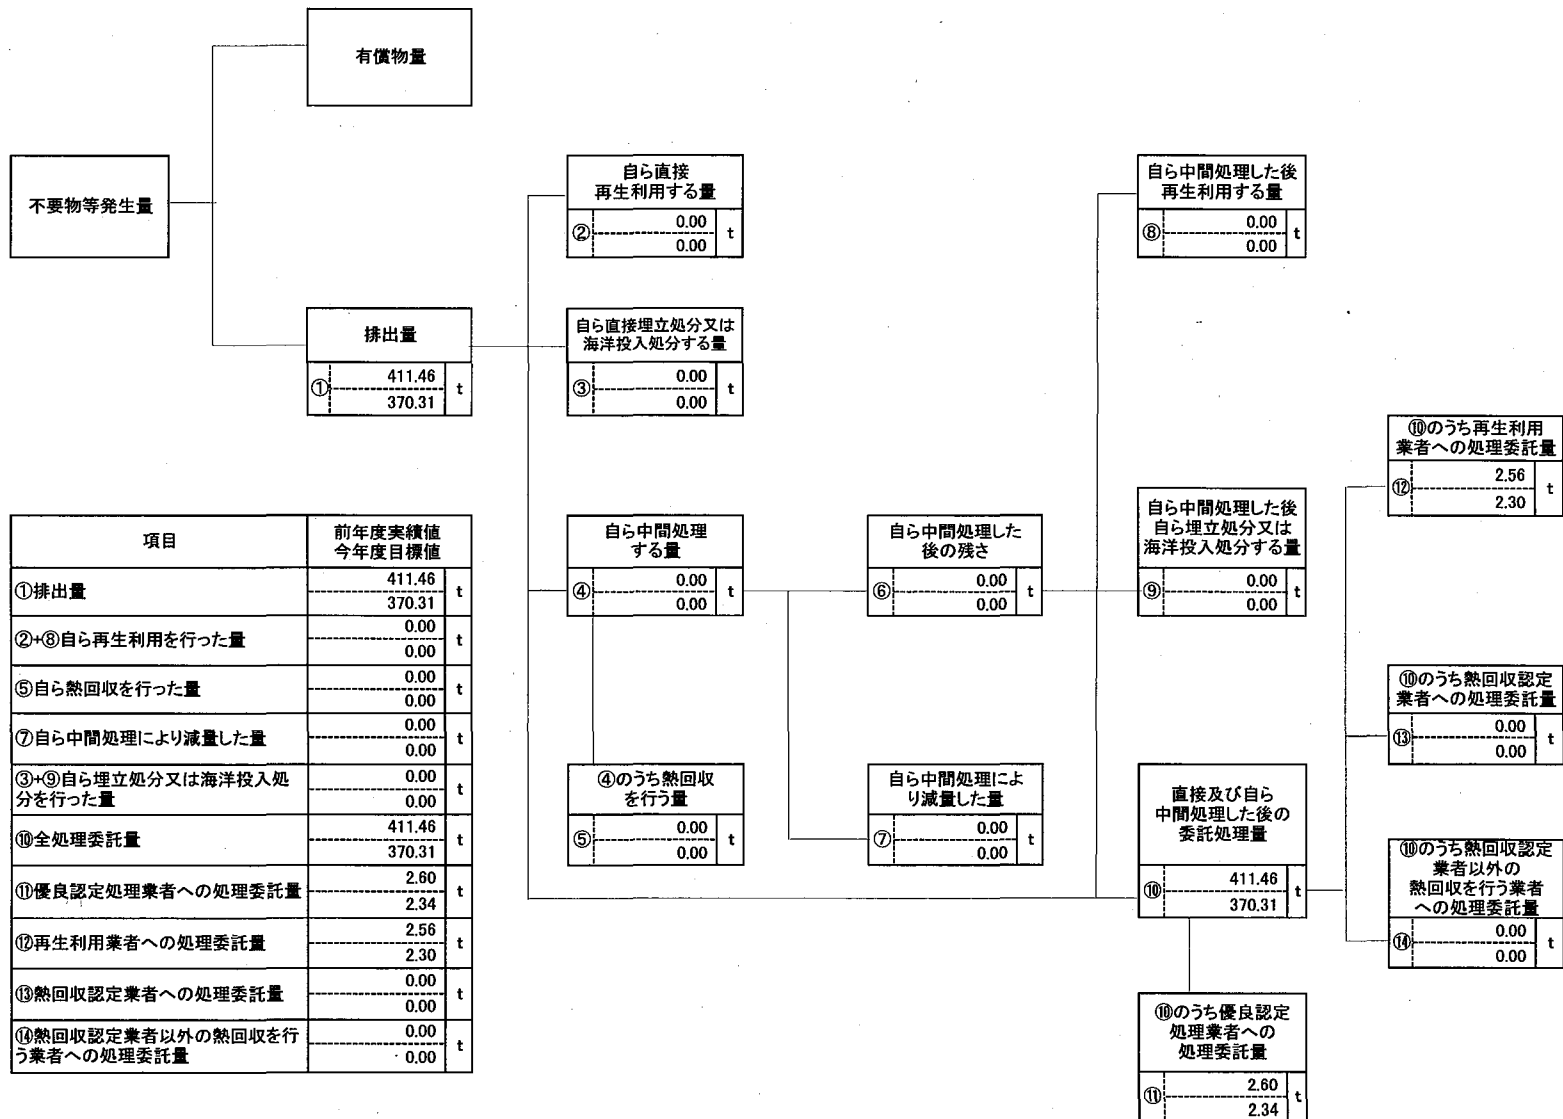 有償物量
不要物等発生量
排出量
① 411.46 t
370.31
自ら直接
再生利用する量
② 0.00 t
0.00
自ら直接埋立処分又は
海洋投入処分する量
③ 0.00 t
0.00
自ら中間処理
する量
④ 0.00 t
0.00
④のうち熱回収
を行う量
⑤ 0.00 t
0.00
自ら中間処理した
後の残さ
⑥ 0.00 t
0.00
自ら中間処理によ
り減量した量
⑦ 0.00 t
0.00
自ら中間処理した後
再生利用する量
⑧ 0.00 t
0.00
自ら中間処理した後
自ら埋立処分又は
海洋投入処分する量
⑨ 0.00 t
0.00
直接及び自ら
中間処理した後の
委託処理量
⑩ 411.46 t
370.31
⑩のうち優良認定
処理業者への
処理委託量
⑪ 2.60 t
2.34
⑩のうち再生利用
業者への処理委託量
⑫ 2.56 t
2.30
⑩のうち熱回収認定
業者への処理委託量
⑬ 0.00 t
0.00
⑩のうち熱回収認定
業者以外の
熱回収を行う業者
への処理委託量
⑭ 0.00 t
0.00
項目 前年度実績値
今年度目標値
①排出量 411.46 t
370.31
②+⑧自ら再生利用を行った量 0.00 t
0.00
⑤自ら熱回収を行った量 0.00 t
0.00
⑦自ら中間処理により減量した量 0.00 t
0.00
③+⑨自ら埋立処分又は海洋投入処 0.00 t
分を行った量 0.00
⑩全処理委託量 411.46 t
370.31
⑪優良認定処理業者への処理委託量 2.60 t
2.34
⑫再生利用業者への処理委託量 2.56 t
2.30
⑬熱回収認定業者への処理委託量 0.00 t
0.00
⑭熱回収認定業者以外の熱回収を行 0.00 t
う業者への処理委託量 0.00